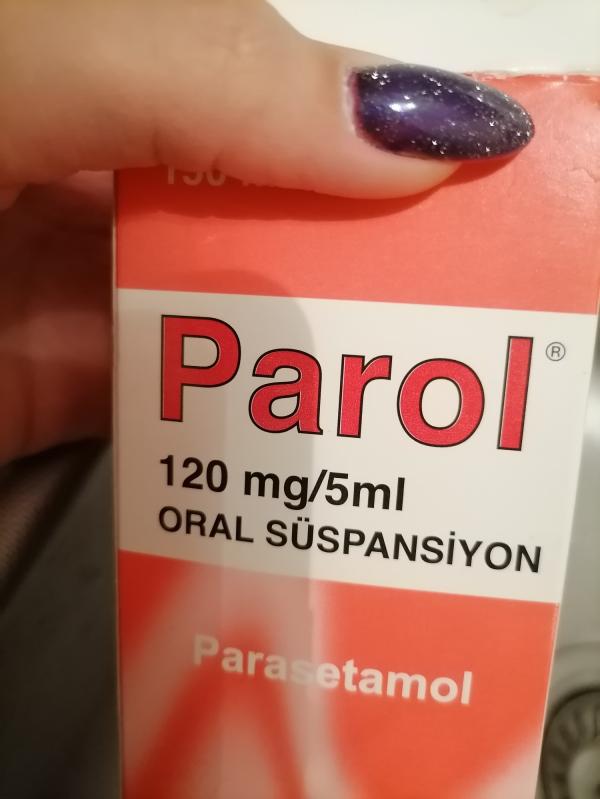 Parol®
120 mg/5ml
ORAL SÜSPANSİYON
Parasetamol